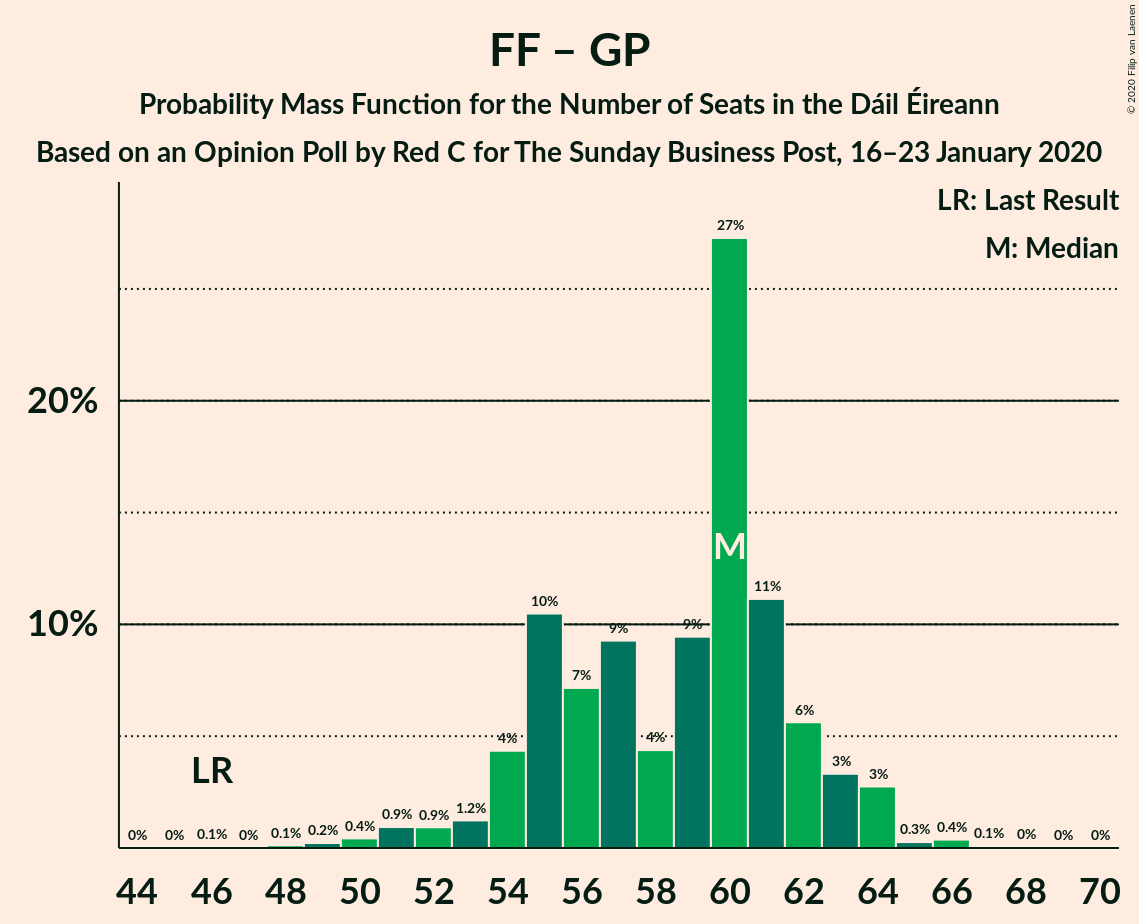 FF – GP
Probability Mass Function for the Number of Seats in the Dáil Éireann
Based on an Opinion Poll by Red C for The Sunday Business Post, 16–23 January 2020
© 2020 Filip van Laenen
LR: Last Result
M: Median
20%
10%
0% 0% 0.1% 0% 0.1% 0.2% 0.4% 0.9% 0.9% 1.2% 4% 10% 7% 9% 4% 9% 27% 11% 6% 3% 3% 0.3% 0.4% 0.1% 0% 0% 0%
LR
M
44 46 48 50 52 54 56 58 60 62 64 66 68 70